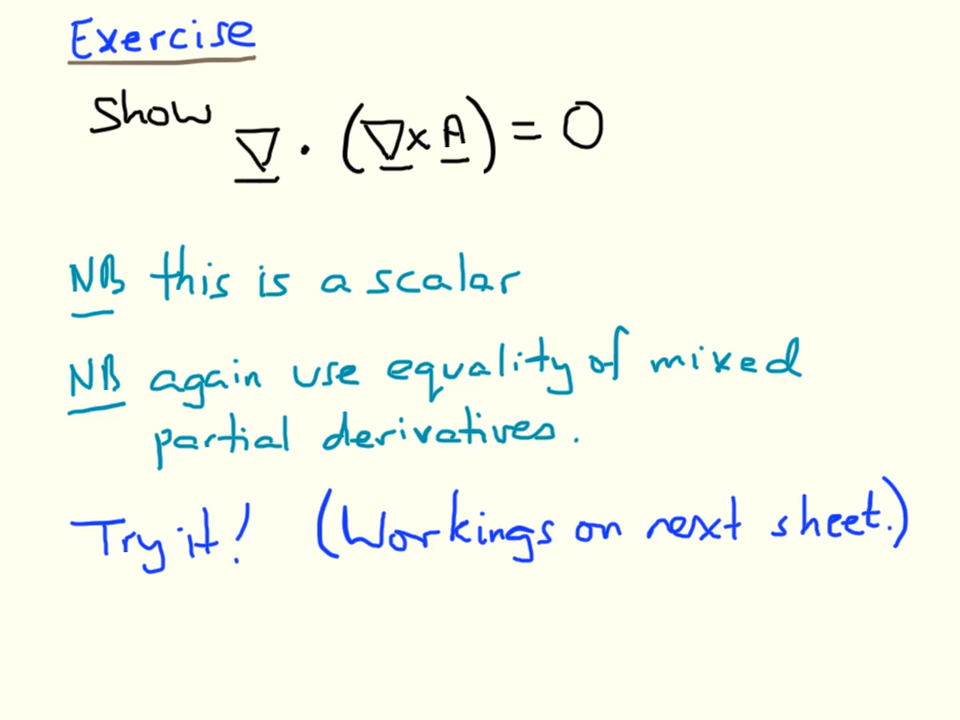 Exercise
Show ∇ · (∇ × A) = 0
NB this is a scalar
NB again use equality of mixed
partial derivatives.
Try it! (Workings on next sheet.)